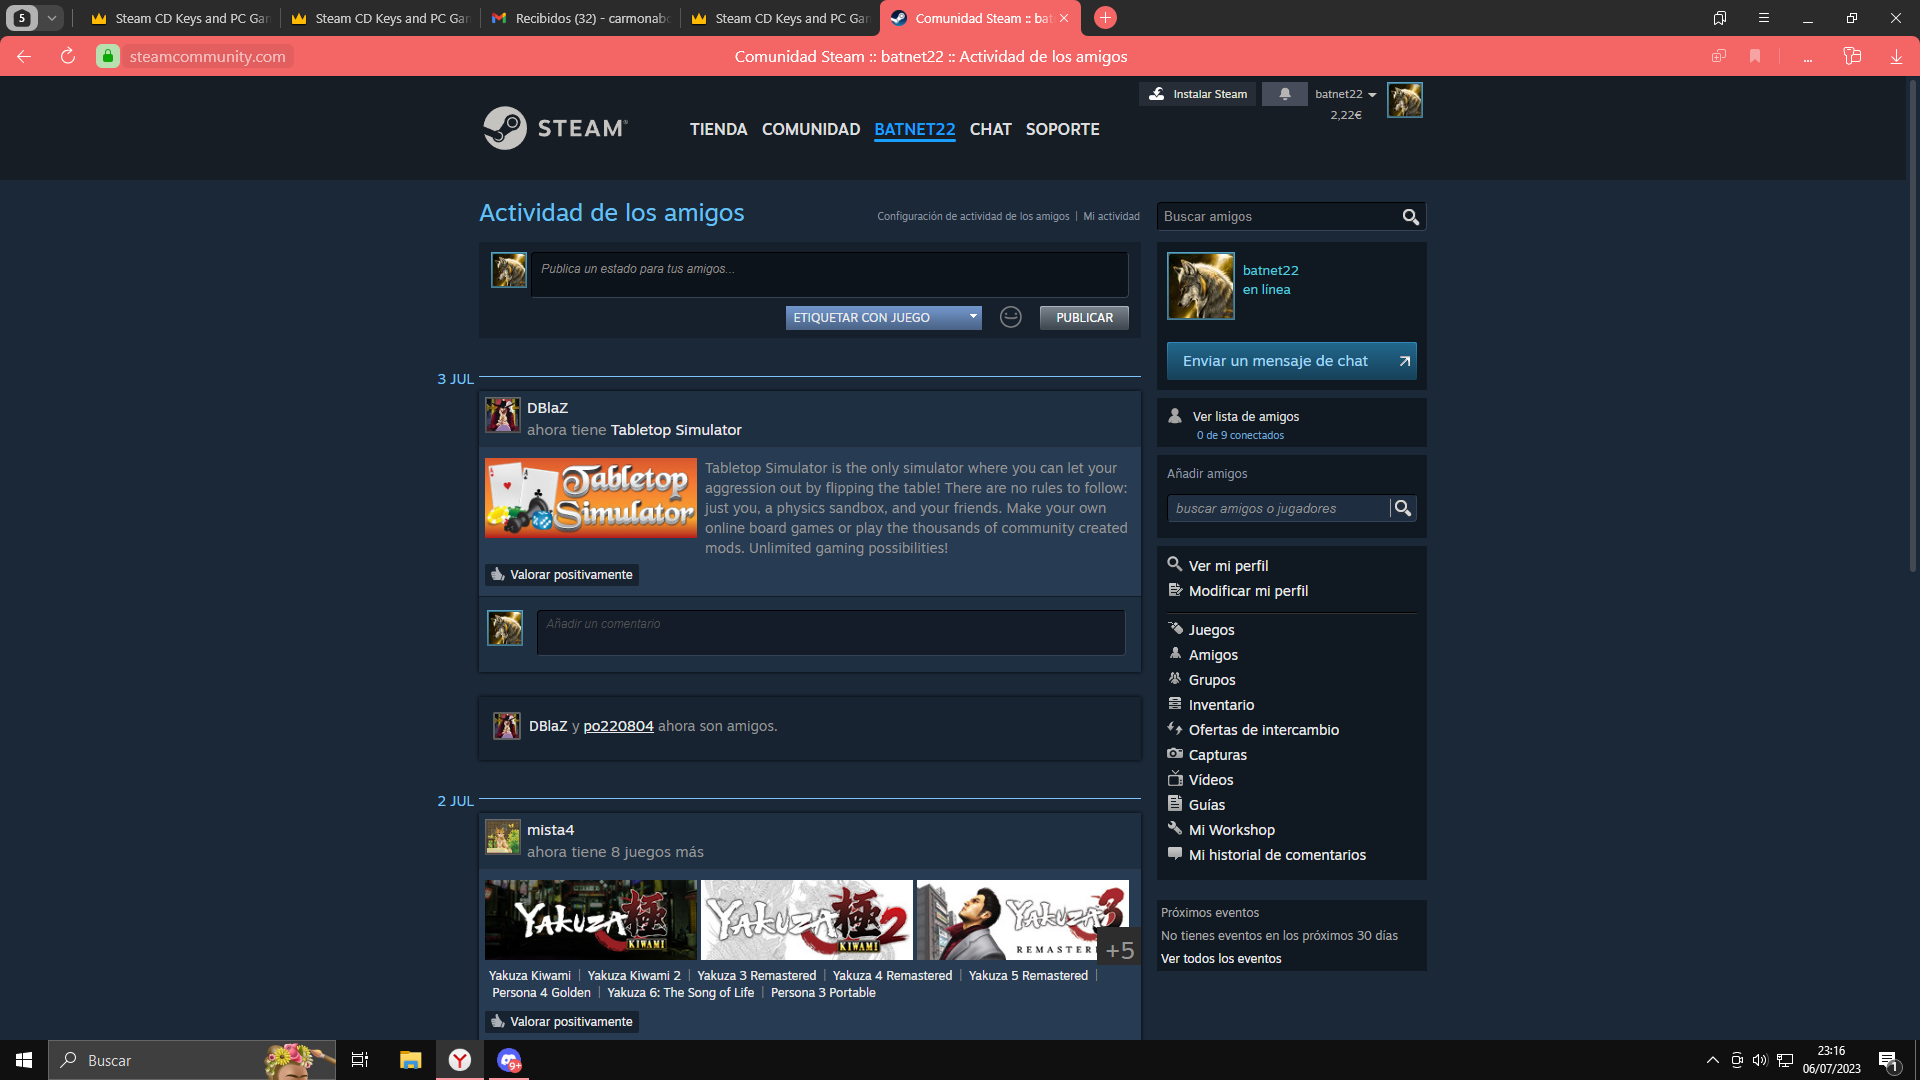 5
Steam CD Keys and PC Gan
Steam CD Keys and PC Gan
Recibidos (32) - carmonabo
Steam CD Keys and PC Gan
Comunidad Steam :: bat
steamcommunity.com
Comunidad Steam :: batnet22 :: Actividad de los amigos
...
Instalar Steam
batnet22
2,22€
STEAM®
TIENDA
COMUNIDAD
BATNET22
CHAT
SOPORTE
Actividad de los amigos
Configuración de actividad de los amigos | Mi actividad
Publica un estado para tus amigos...
ETIQUETAR CON JUEGO
PUBLICAR
3 JUL
DBlaZ
ahora tiene Tabletop Simulator
Tabletop
Simulator
Tabletop Simulator is the only simulator where you can let your
aggression out by flipping the table! There are no rules to follow:
just you, a physics sandbox, and your friends. Make your own
online board games or play the thousands of community created
mods. Unlimited gaming possibilities!
Valorar positivamente
Añadir un comentario
DBlaZ y po220804 ahora son amigos.
2 JUL
mista4
ahora tiene 8 juegos más
YAKUZA 極 KIWAMI
YAKUZA 極 2 KIWAMI
YAKUZA 3 REMASTERE
+5
Yakuza Kiwami | Yakuza Kiwami 2 | Yakuza 3 Remastered | Yakuza 4 Remastered | Yakuza 5 Remastered |
Persona 4 Golden | Yakuza 6: The Song of Life | Persona 3 Portable
Valorar positivamente
Buscar amigos
batnet22
en línea
Enviar un mensaje de chat
Ver lista de amigos
0 de 9 conectados
Añadir amigos
buscar amigos o jugadores
Ver mi perfil
Modificar mi perfil
Juegos
Amigos
Grupos
Inventario
Ofertas de intercambio
Capturas
Vídeos
Guías
Mi Workshop
Mi historial de comentarios
Próximos eventos
No tienes eventos en los próximos 30 días
Ver todos los eventos
Buscar
9+
23:16
06/07/2023
1